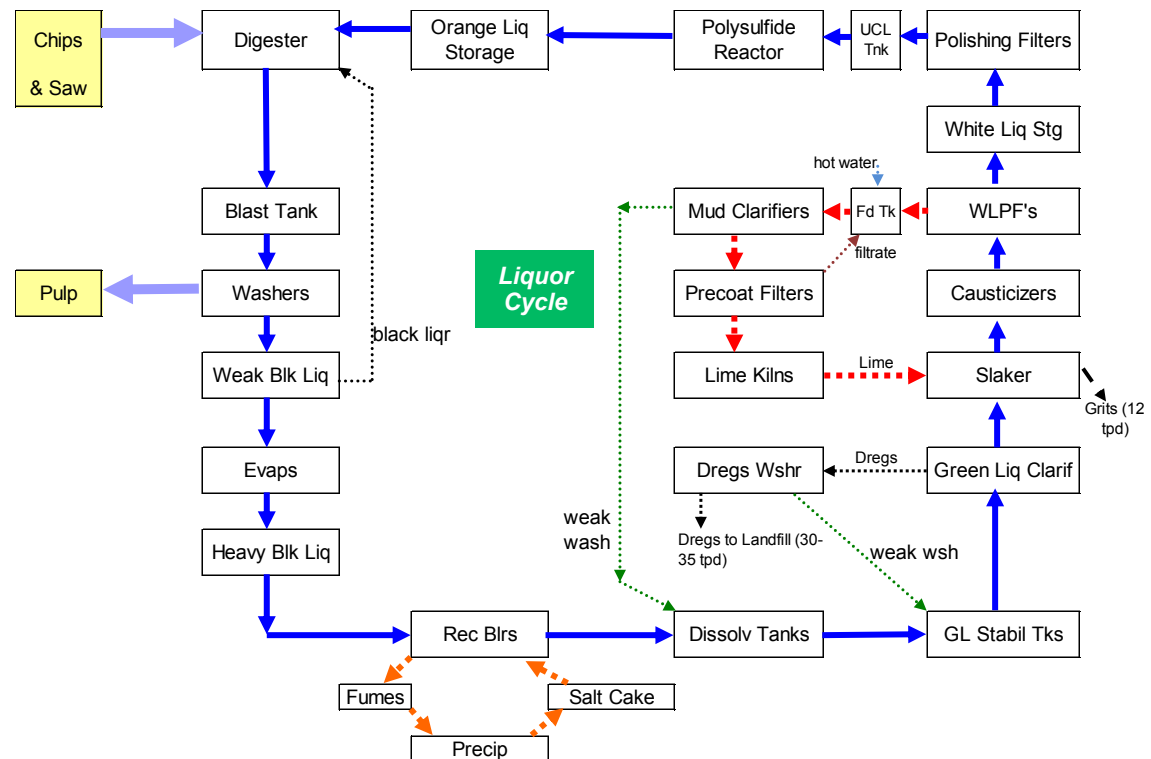 Chips
& Saw
Digester
Orange Liq
Storage
Polysulfide
Reactor
UCL
Tnk
Polishing Filters
White Liq Stg
hot water
Blast Tank
Mud Clarifiers
Fd Tk
WLPF's
filtrate
Pulp
Washers
Liquor
Cycle
Precoat Filters
Causticizers
black liqr
Weak Blk Liq
Lime Kilns
Lime
Slaker
Grits (12
tpd)
Evaps
Dregs Wshr
Dregs
Green Liq Clarif
weak
wash
Dregs to Landfill (30-
35 tpd)
weak wsh
Heavy Blk Liq
Rec Blrs
Dissolv Tanks
GL Stabil Tks
Fumes
Salt Cake
Precip